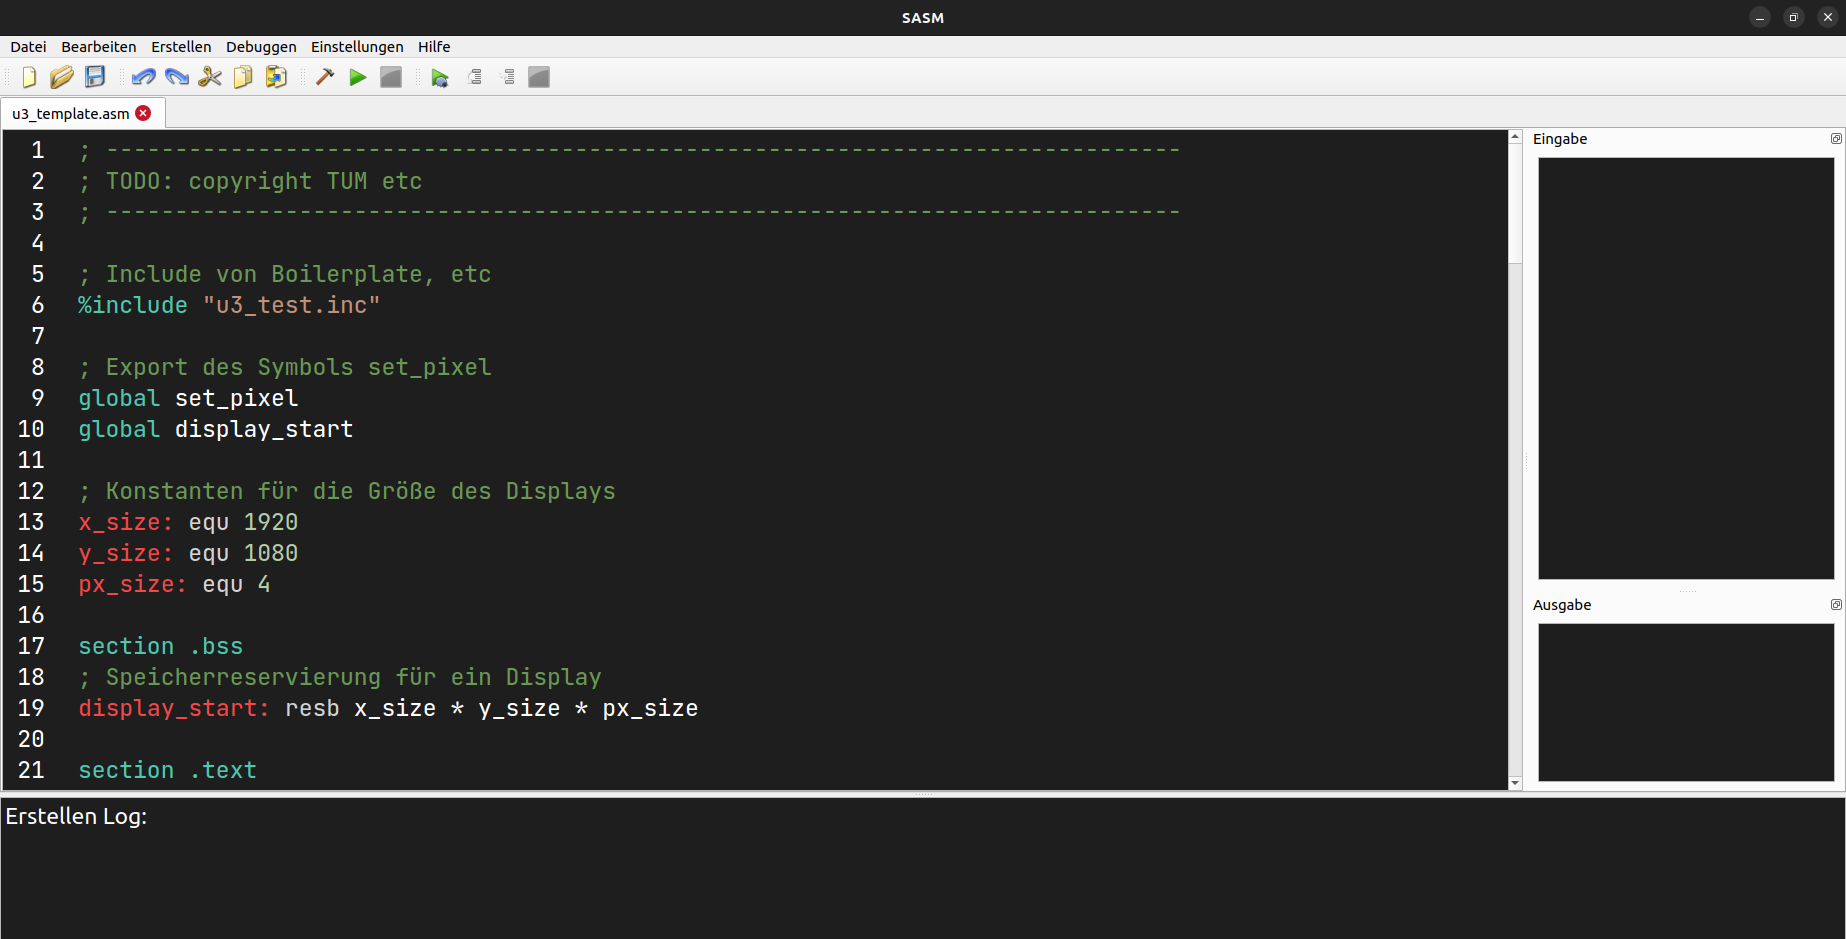 SASM
Datei Bearbeiten Erstellen Debuggen Einstellungen Hilfe
u3_template.asm
1 ; ------------------------------------------------------------------------------
2 ; TODO: copyright TUM etc
3 ; ------------------------------------------------------------------------------
4
5 ; Include von Boilerplate, etc
6 %include "u3_test.inc"
7
8 ; Export des Symbols set_pixel
9 global set_pixel
10 global display_start
11
12 ; Konstanten für die Größe des Displays
13 x_size: equ 1920
14 y_size: equ 1080
15 px_size: equ 4
16
17 section .bss
18 ; Speicherreservierung für ein Display
19 display_start: resb x_size * y_size * px_size
20
21 section .text
Eingabe
Ausgabe
Erstellen Log: